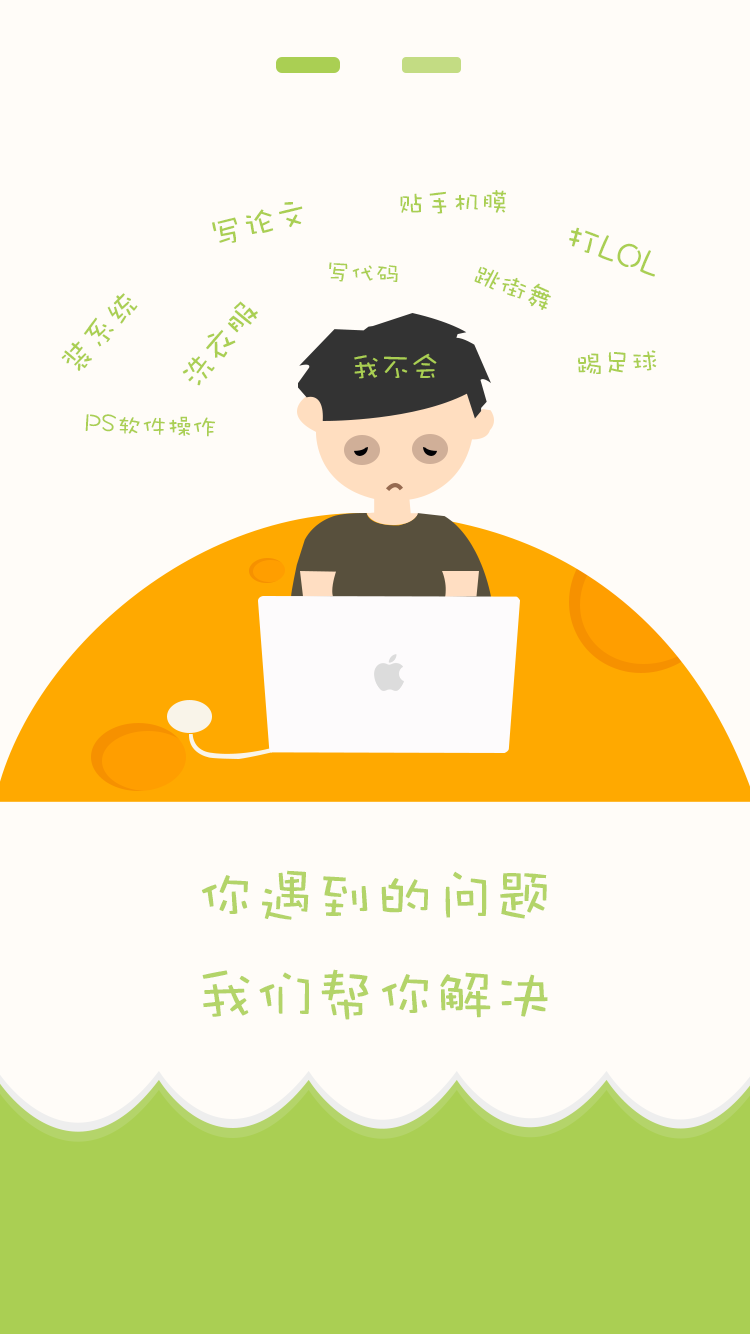 贴手机膜
写论文
打LOL
写代码
跳街舞
装系统
洗衣服
我不会
踢足球
PS软件操作
你遇到的问题
我们帮你解决